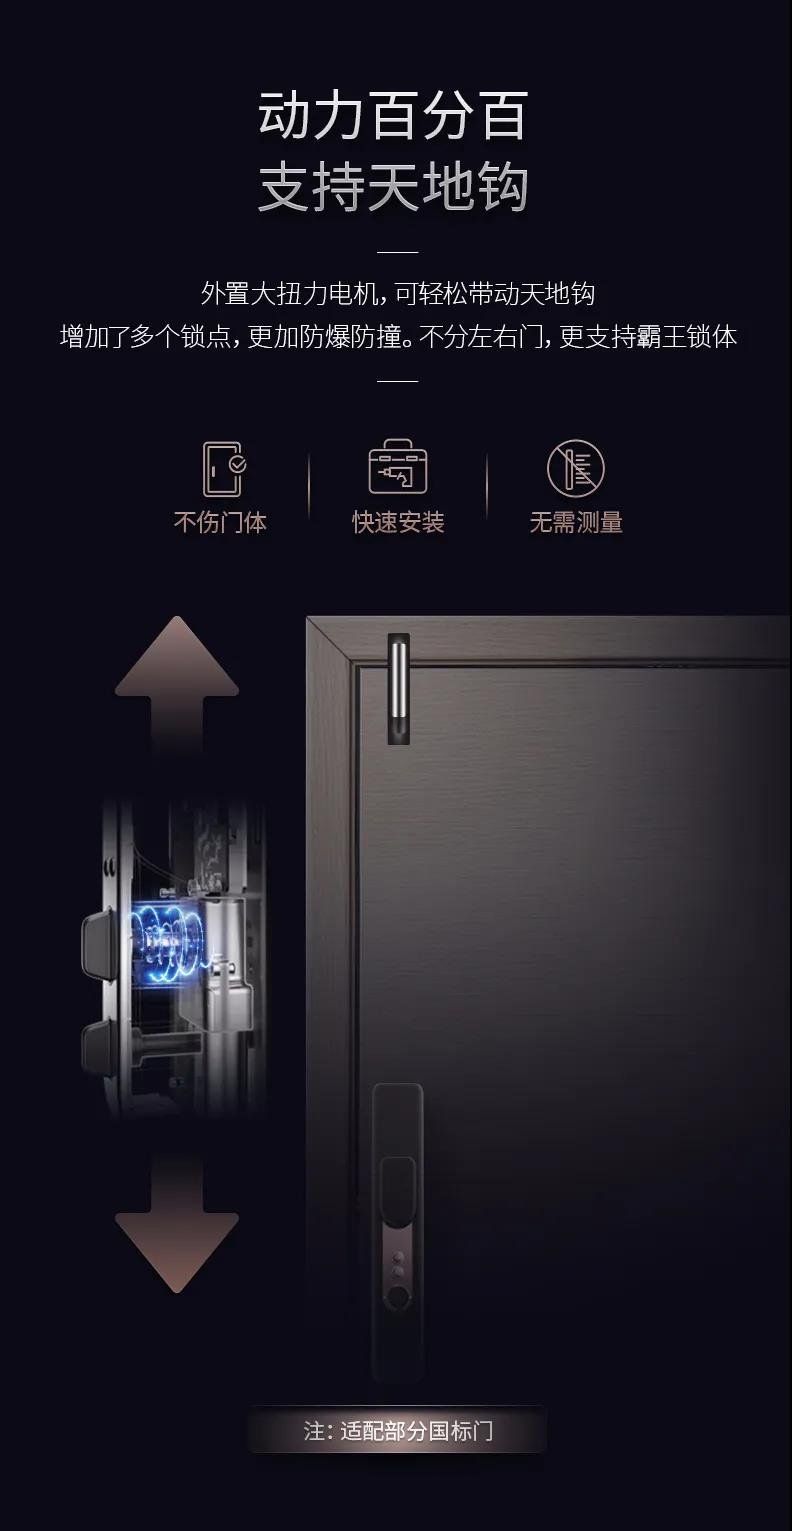 动力百分百
支持天地钩
外置大扭力电机，可轻松带动天地钩
增加了多个锁点，更加防爆防撞。不分左右门，更支持霸王锁体
不伤门体
快速安装
无需测量
注：适配部分国标门